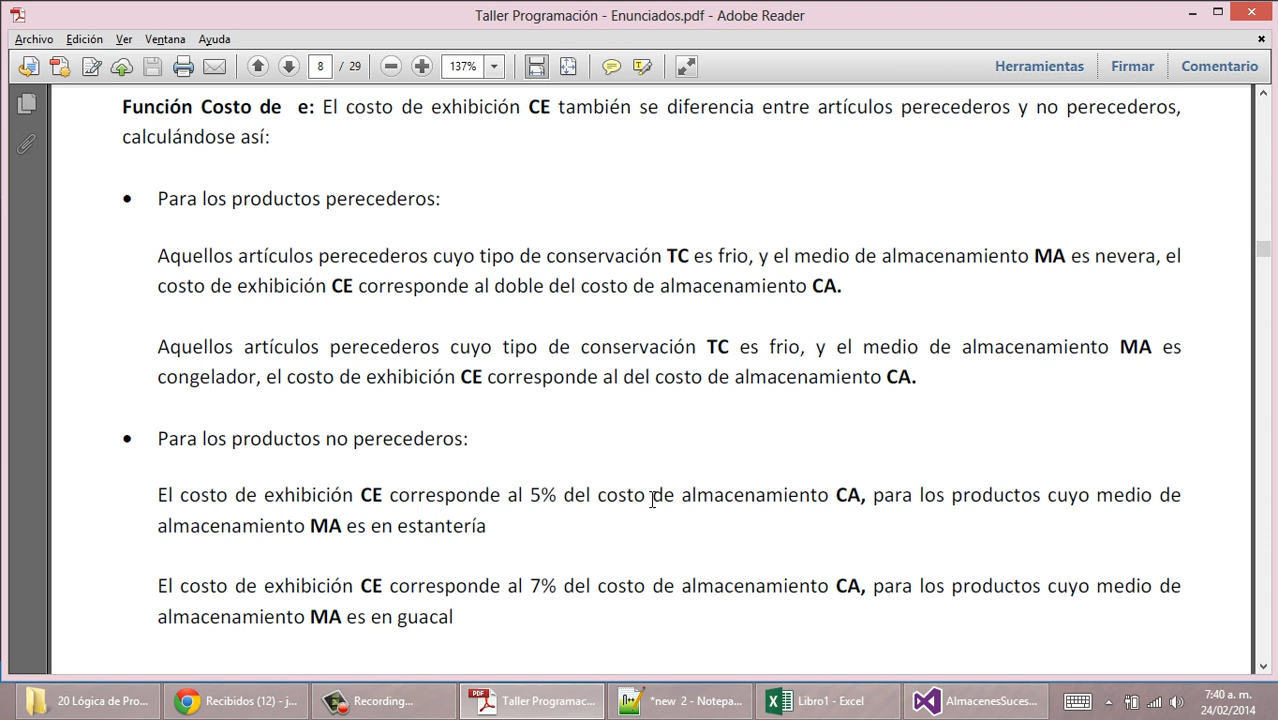 Taller Programación - Enunciados.pdf - Adobe Reader
Archivo Edición Ver Ventana Ayuda
8 / 29 137% Herramientas Firmar Comentario
Función Costo de e: El costo de exhibición CE también se diferencia entre artículos perecederos y no perecederos,
calculándose así:
• Para los productos perecederos:
Aquellos artículos perecederos cuyo tipo de conservación TC es frio, y el medio de almacenamiento MA es nevera, el
costo de exhibición CE corresponde al doble del costo de almacenamiento CA.
Aquellos artículos perecederos cuyo tipo de conservación TC es frio, y el medio de almacenamiento MA es
congelador, el costo de exhibición CE corresponde al del costo de almacenamiento CA.
• Para los productos no perecederos:
El costo de exhibición CE corresponde al 5% del costo de almacenamiento CA, para los productos cuyo medio de
almacenamiento MA es en estantería
El costo de exhibición CE corresponde al 7% del costo de almacenamiento CA, para los productos cuyo medio de
almacenamiento MA es en guacal
20 Lógica de Pro... Recibidos (12) - j... Recording... Taller Programac... *new 2 - Notepa... Libro1 - Excel AlmacenesSuces... 7:40 a. m.
24/02/2014